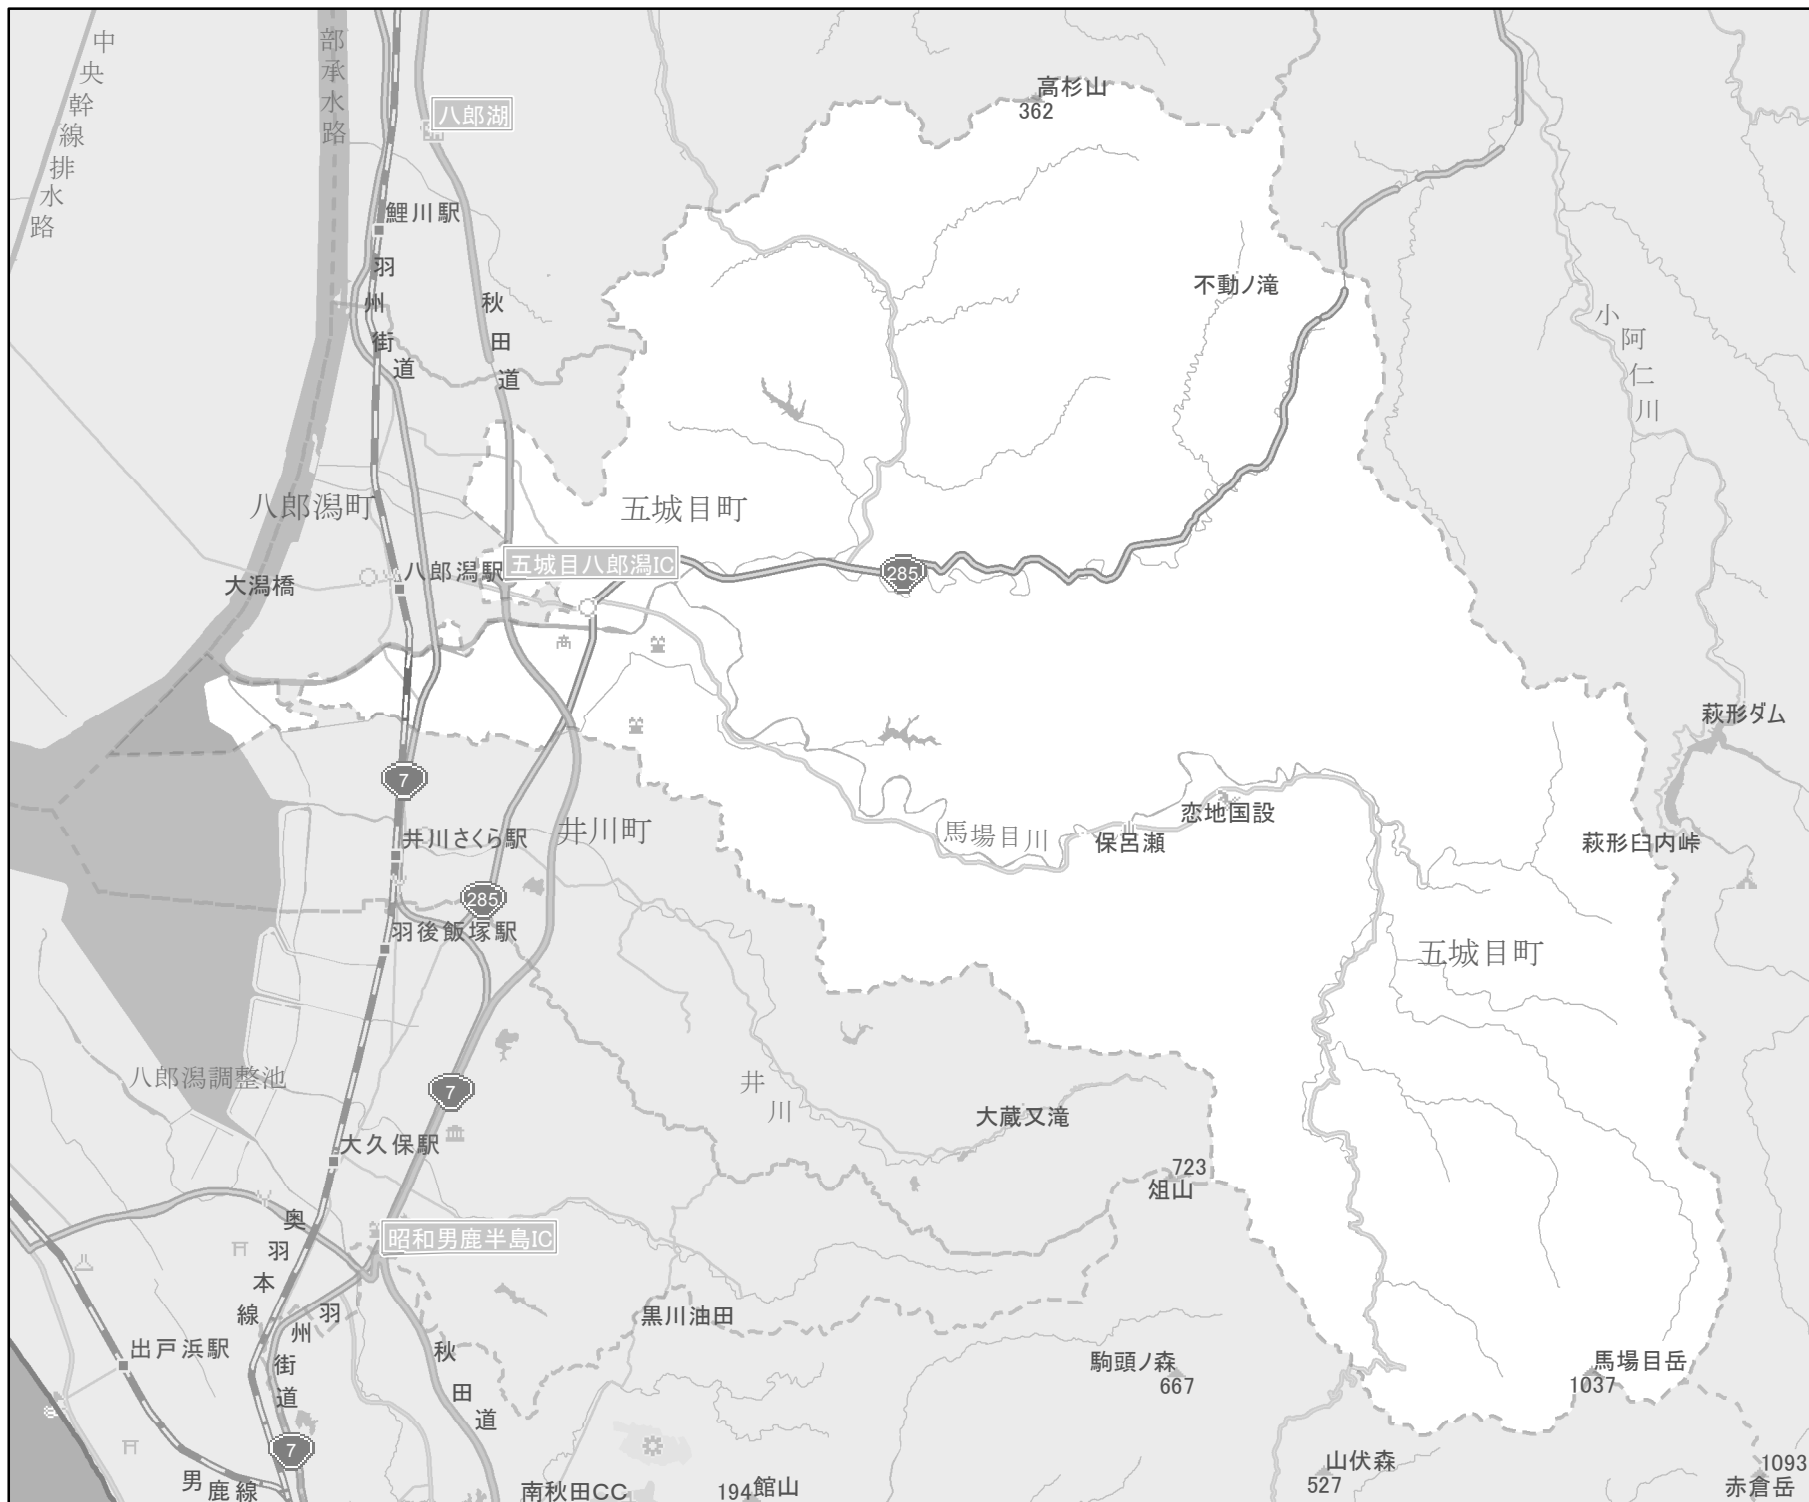 中央幹線排水路
部承水路
八郎湖
高杉山
362
鯉川駅
羽州街道
秋田道
不動ノ滝
小阿仁川
八郎潟町
五城目町
五城目八郎潟IC
八郎潟駅
大潟橋
285
萩形ダム
7
井川さくら駅
井川町
馬場目川
保呂瀬
恋地国設
萩形臼内峠
285
羽後飯塚駅
五城目町
八郎潟調整池
7
井川
大蔵又滝
大久保駅
723
俎山
奥羽本線
昭和男鹿半島IC
羽州街道
黒川油田
出戸浜駅
秋田道
駒頭ノ森
667
馬場目岳
1037
7
男鹿線
南秋田CC
194館山
山伏森
527
1093
赤倉岳